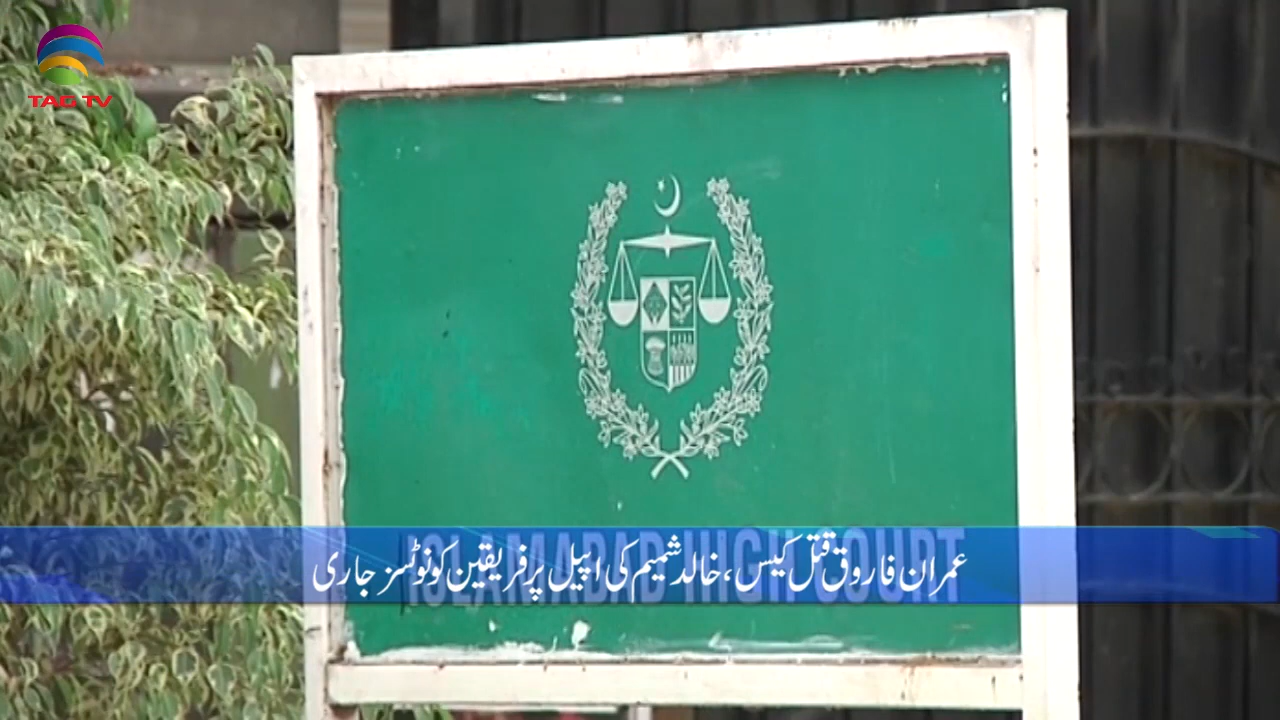 TAG TV
ISLAMABAD HIGH COURT
عمران فاروق قتل کیس، خالد شمیم کی اپیل پر فریقین کو نوٹسز جاری